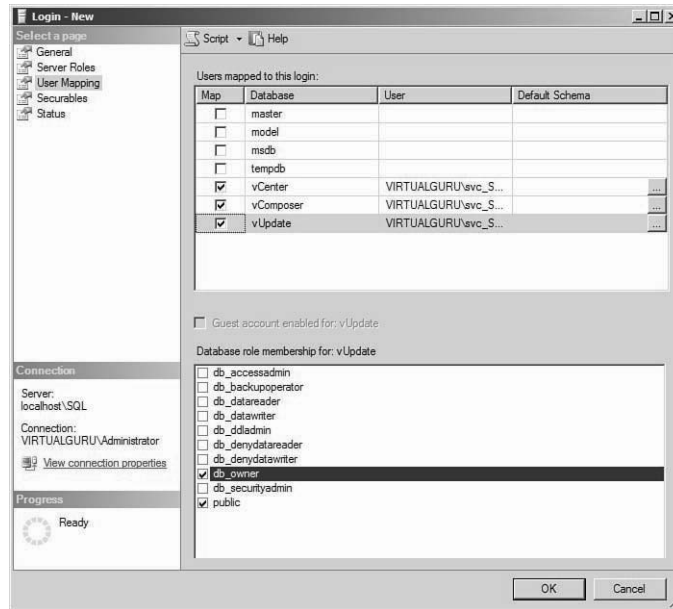 Login - New
Select a page
General
Server Roles
User Mapping
Securables
Status
Script
Help
Users mapped to this login:
Map Database User Default Schema
master
model
msdb
tempdb
vCenter VIRTUALGURU\svc_S... ...
vComposer VIRTUALGURU\svc_S... ...
vUpdate VIRTUALGURU\svc_S... ...
Guest account enabled for: vUpdate
Database role membership for: vUpdate
db_accessadmin
db_backupoperator
db_datareader
db_datawriter
db_ddladmin
db_denydatareader
db_denydatawriter
db_owner
db_securityadmin
public
Connection
Server:
localhost\SQL
Connection:
VIRTUALGURU\Administrator
View connection properties
Progress
Ready
OK Cancel